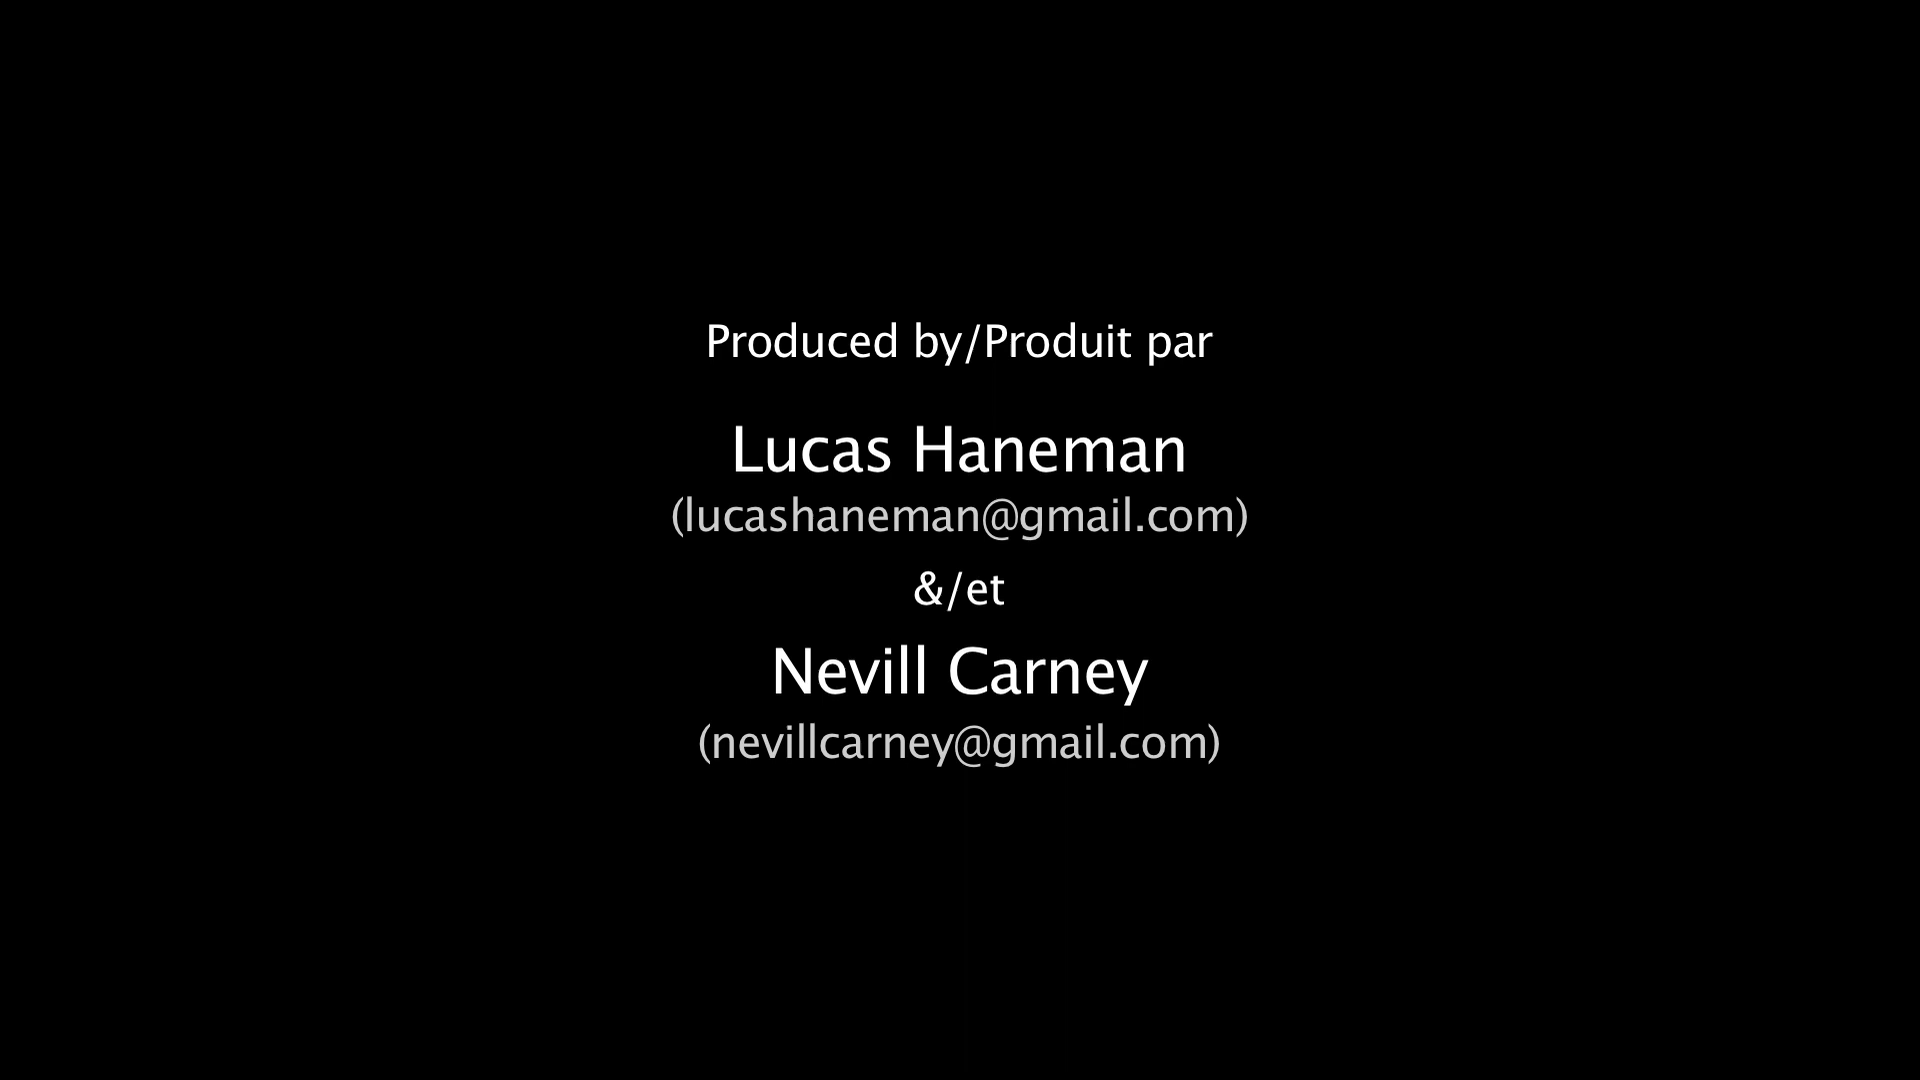 Produced by/Produit par
Lucas Haneman
(lucashaneman@gmail.com)
&/et
Nevill Carney
(nevillcarney@gmail.com)